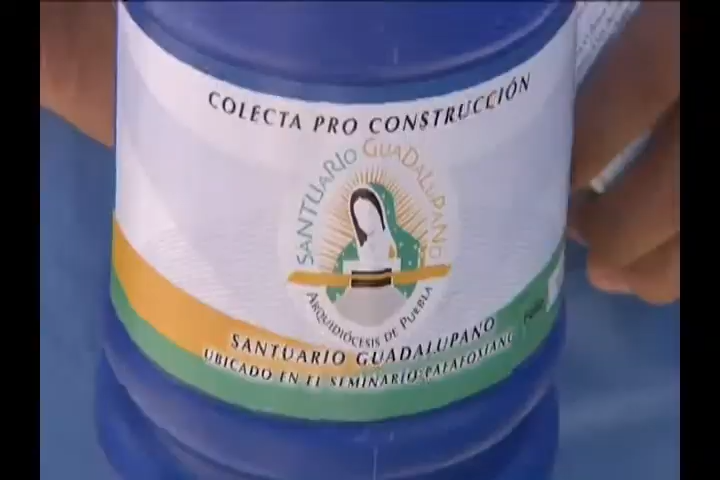 COLECTA PRO CONSTRUCCIÓN
SANTUARIO GUADALUPANO
ARQUIDIÓCESIS DE PUEBLA
SANTUARIO GUADALUPANO
UBICADO EN EL SEMINARIO PALAFOXIANO